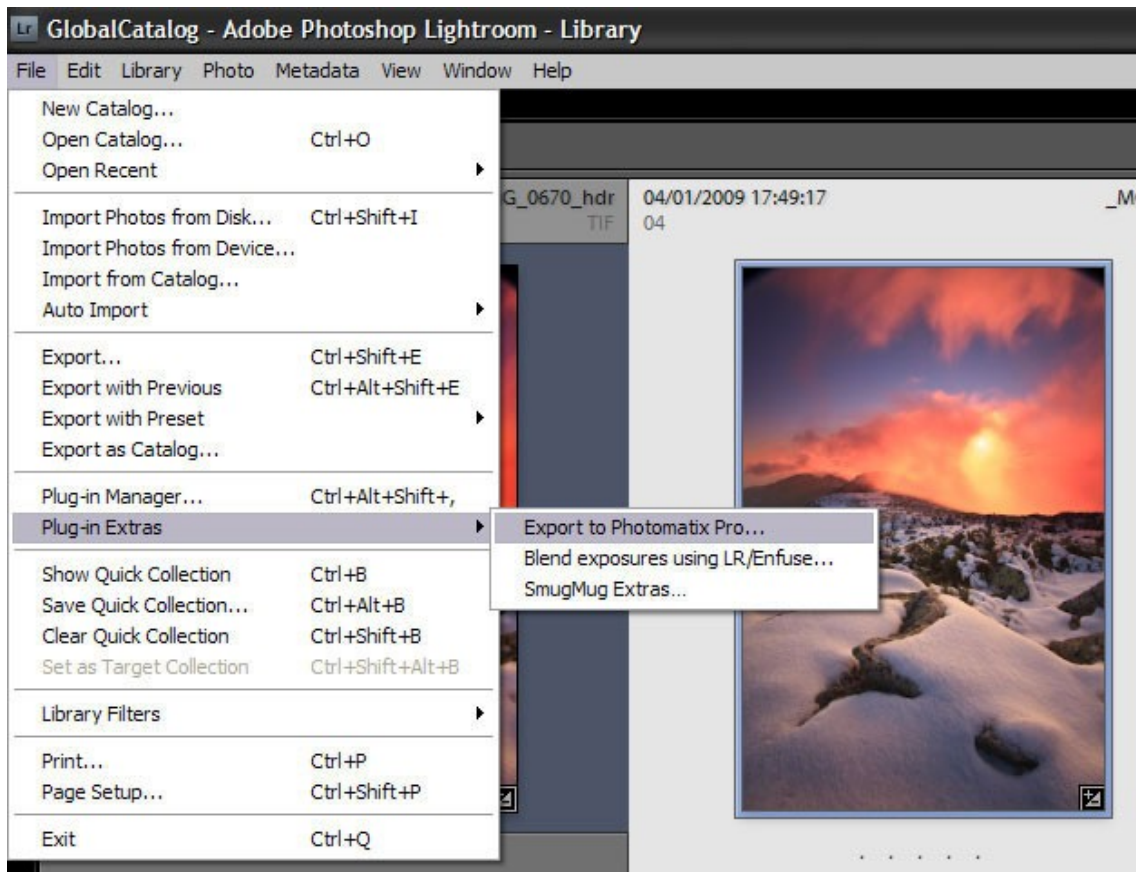 Lr GlobalCatalog - Adobe Photoshop Lightroom - Library
File Edit Library Photo Metadata View Window Help
New Catalog...
Open Catalog... Ctrl+O
Open Recent
Import Photos from Disk... Ctrl+Shift+I
Import Photos from Device...
Import from Catalog...
Auto Import
Export... Ctrl+Shift+E
Export with Previous Ctrl+Alt+Shift+E
Export with Preset
Export as Catalog...
Plug-in Manager... Ctrl+Alt+Shift+,
Plug-in Extras
Export to Photomatix Pro...
Blend exposures using LR/Enfuse...
SmugMug Extras...
Show Quick Collection Ctrl+B
Save Quick Collection... Ctrl+Alt+B
Clear Quick Collection Ctrl+Shift+B
Set as Target Collection Ctrl+Shift+Alt+B
Library Filters
Print... Ctrl+P
Page Setup... Ctrl+Shift+P
Exit Ctrl+Q
G_0670_hdr
TIF
04/01/2009 17:49:17
04